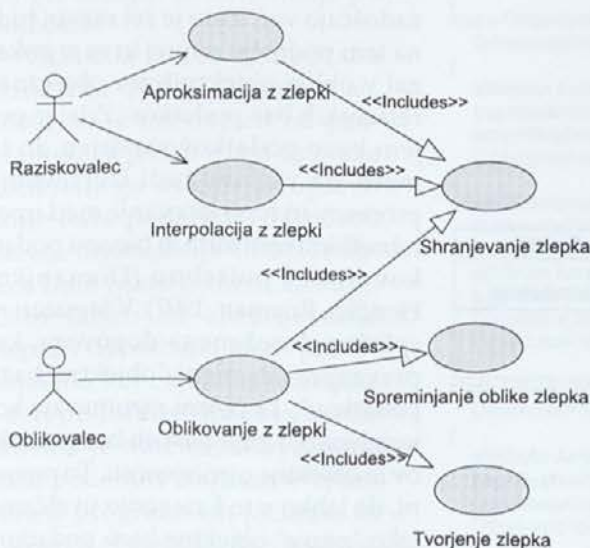 Aproksimacija z zlepki
<<Includes>>
Raziskovalec
<<Includes>>
Interpolacija z zlepki
Shranjevanje zlepka
<<Includes>>
<<Includes>>
Spreminjanje oblike zlepka
Oblikovalec
Oblikovanje z zlepki
<<Includes>>
Tvorjenje zlepka